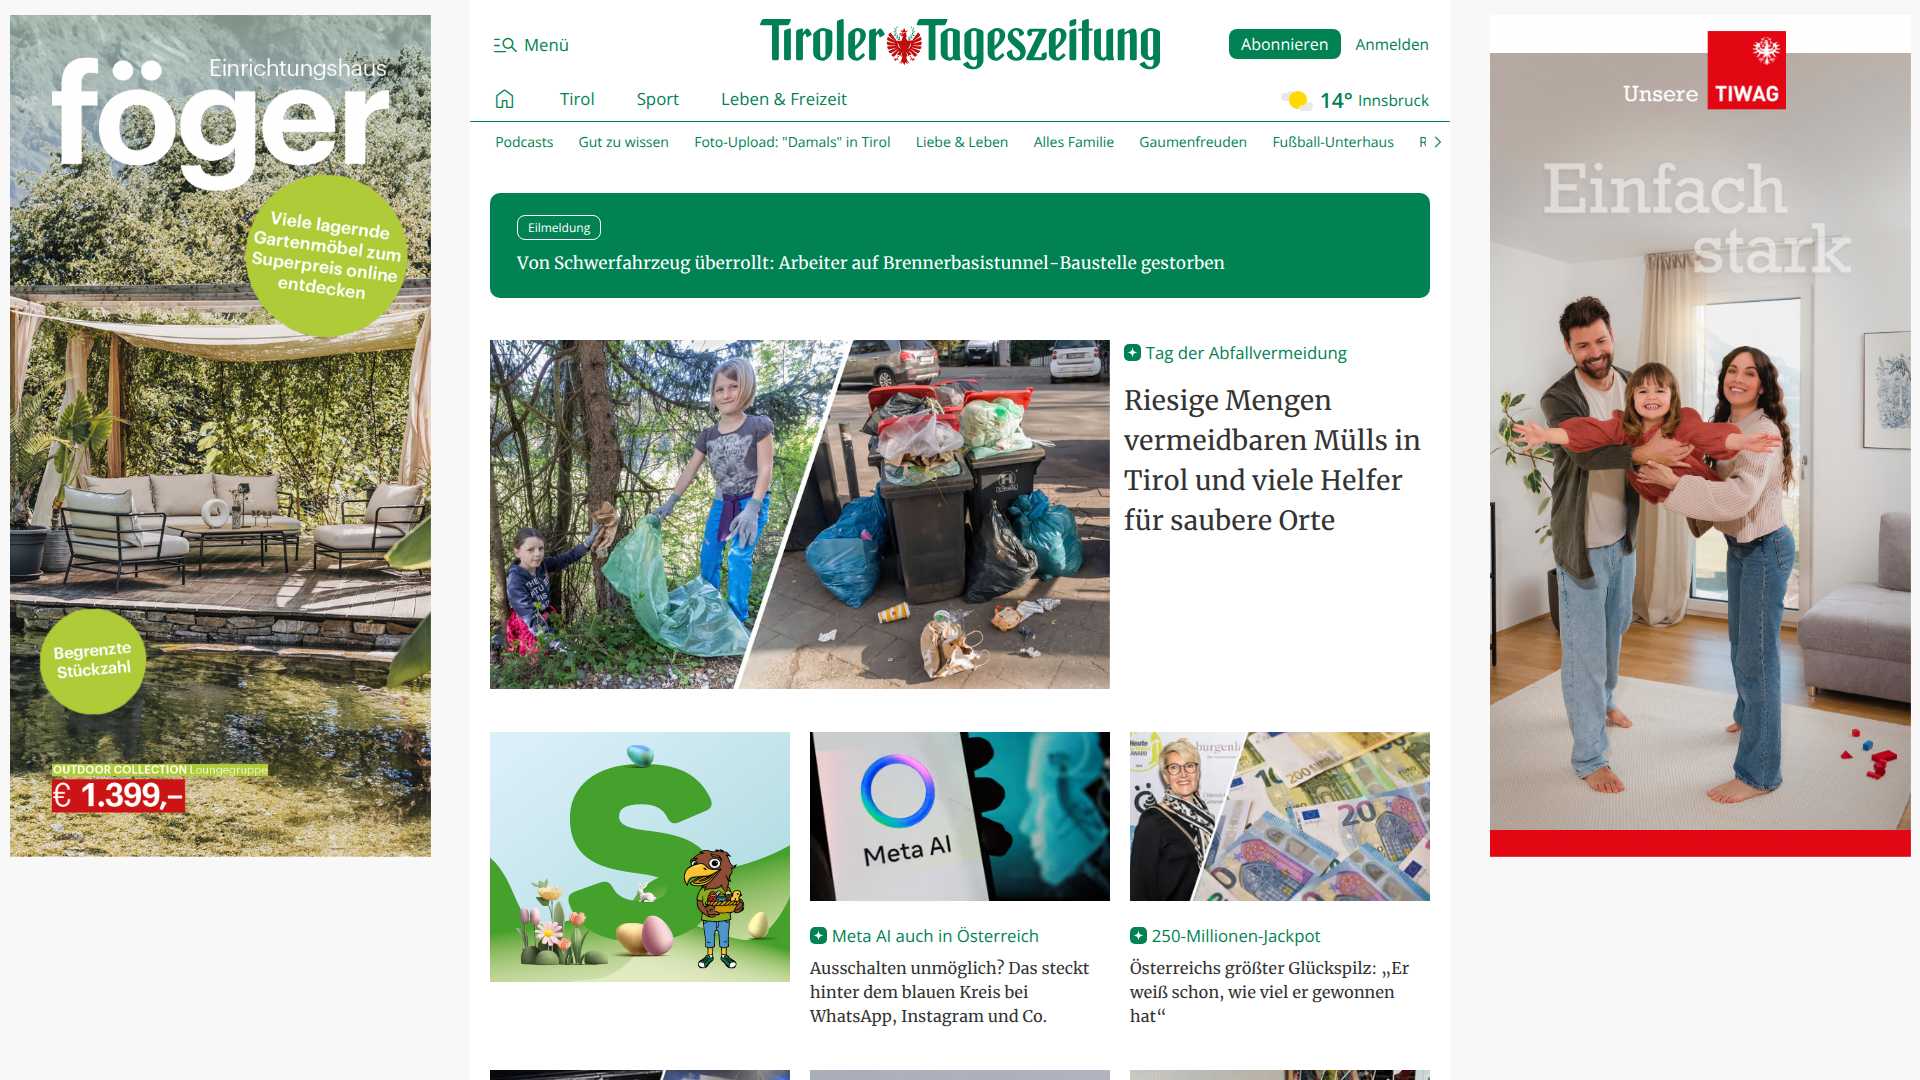 Einrichtungshaus
föger
Viele lagernde
Gartenmöbel zum
Superpreis online
entdecken
Begrenzte
Stückzahl
OUTDOOR COLLECTION Loungegruppe
€ 1.399,–
Menü
Tiroler Tageszeitung
Abonnieren
Anmelden
Tirol
Sport
Leben & Freizeit
14° Innsbruck
Podcasts
Gut zu wissen
Foto-Upload: "Damals" in Tirol
Liebe & Leben
Alles Familie
Gaumenfreuden
Fußball-Unterhaus
Eilmeldung
Von Schwerfahrzeug überrollt: Arbeiter auf Brennerbasistunnel-Baustelle gestorben
Tag der Abfallvermeidung
Riesige Mengen
vermeidbaren Mülls in
Tirol und viele Helfer
für saubere Orte
S
Meta AI
Meta AI auch in Österreich
Ausschalten unmöglich? Das steckt
hinter dem blauen Kreis bei
WhatsApp, Instagram und Co.
250-Millionen-Jackpot
Österreichs größter Glückspilz: „Er
weiß schon, wie viel er gewonnen
hat“
Unsere
TIWAG
Einfach
stark